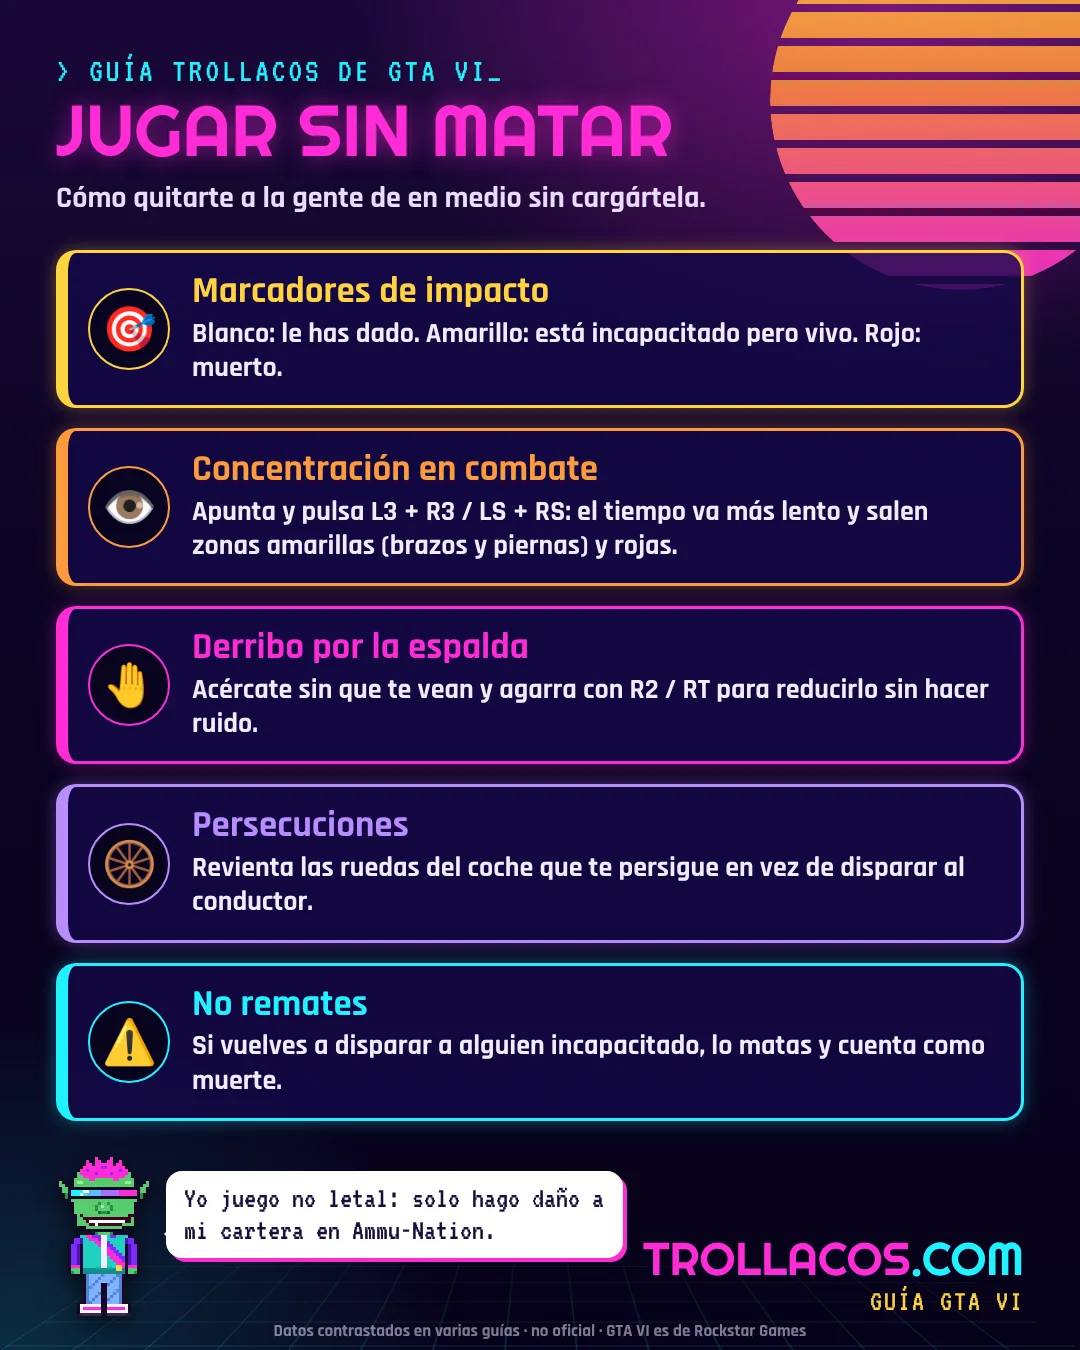 › GUÍA TROLLACOS DE GTA VI_
JUGAR SIN MATAR
Cómo quitarte a la gente de en medio sin cargártela.
Marcadores de impacto
Blanco: le has dado. Amarillo: está incapacitado pero vivo. Rojo:
muerto.
Concentración en combate
Apunta y pulsa L3 + R3 / LS + RS: el tiempo va más lento y salen
zonas amarillas (brazos y piernas) y rojas.
Derribo por la espalda
Acércate sin que te vean y agarra con R2 / RT para reducirlo sin hacer
ruido.
Persecuciones
Revienta las ruedas del coche que te persigue en vez de disparar al
conductor.
No remates
Si vuelves a disparar a alguien incapacitado, lo matas y cuenta como
muerte.
Yo juego no letal: solo hago daño a
mi cartera en Ammu-Nation.
TROLLACOS.COM
GUÍA GTA VI
Datos contrastados en varias guías · no oficial · GTA VI es de Rockstar Games